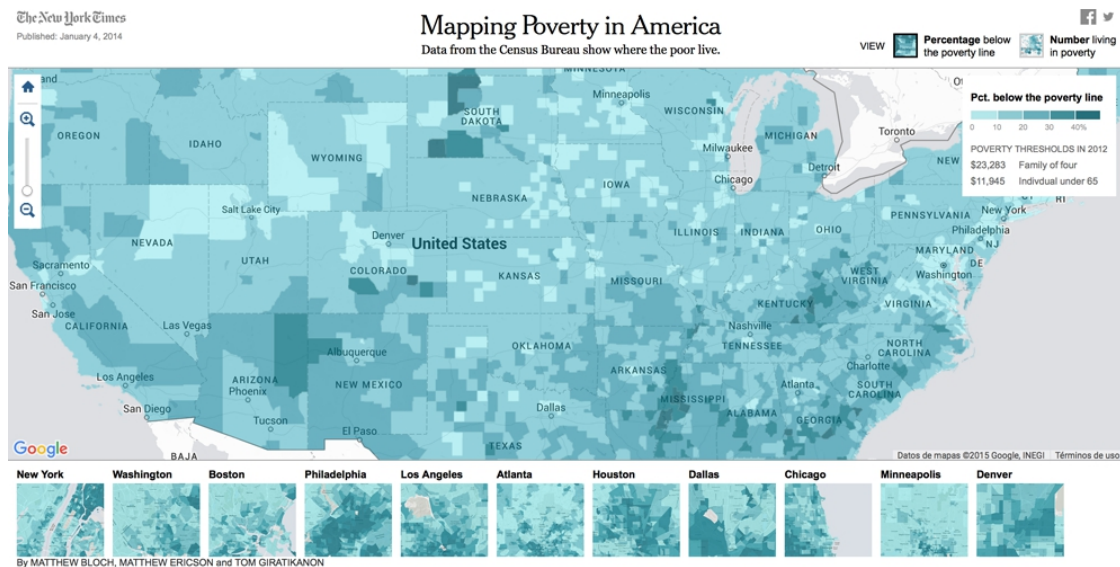 The New York Times
Published: January 4, 2014
Mapping Poverty in America
Data from the Census Bureau show where the poor live.
VIEW
Percentage below
the poverty line
Number living
in poverty
Pct. below the poverty line
0 10 20 30 40%
POVERTY THRESHOLDS IN 2012
$23,283 Family of four
$11,945 Indivdual under 65
MINNESOTA
Minneapolis
SOUTH
DAKOTA
WISCONSIN
OREGON
IDAHO
WYOMING
MICHIGAN
Toronto
Milwaukee
Detroit
NEW
Chicago
IOWA
NEBRASKA
RI
Salt Lake City
PENNSYLVANIA
New York
NEVADA
Denver
United States
ILLINOIS
INDIANA
OHIO
Philadelphia
NJ
UTAH
COLORADO
MARYLAND
DE
Sacramento
KANSAS
MISSOURI
WEST
VIRGINIA
Washington
San Francisco
KENTUCKY
VIRGINIA
San Jose
CALIFORNIA
Las Vegas
Nashville
TENNESSEE
OKLAHOMA
NORTH
CAROLINA
Albuquerque
Charlotte
Los Angeles
ARIZONA
Phoenix
NEW MEXICO
ARKANSAS
Atlanta
SOUTH
CAROLINA
San Diego
MISSISSIPPI
Dallas
ALABAMA
GEORGIA
Tucson
El Paso
TEXAS
BAJA
Google
Datos de mapas ©2015 Google, INEGI
Términos de uso
New York Washington Boston Philadelphia Los Angeles Atlanta Houston Dallas Chicago Minneapolis Denver
By MATTHEW BLOCH, MATTHEW ERICSON and TOM GIRATIKANON